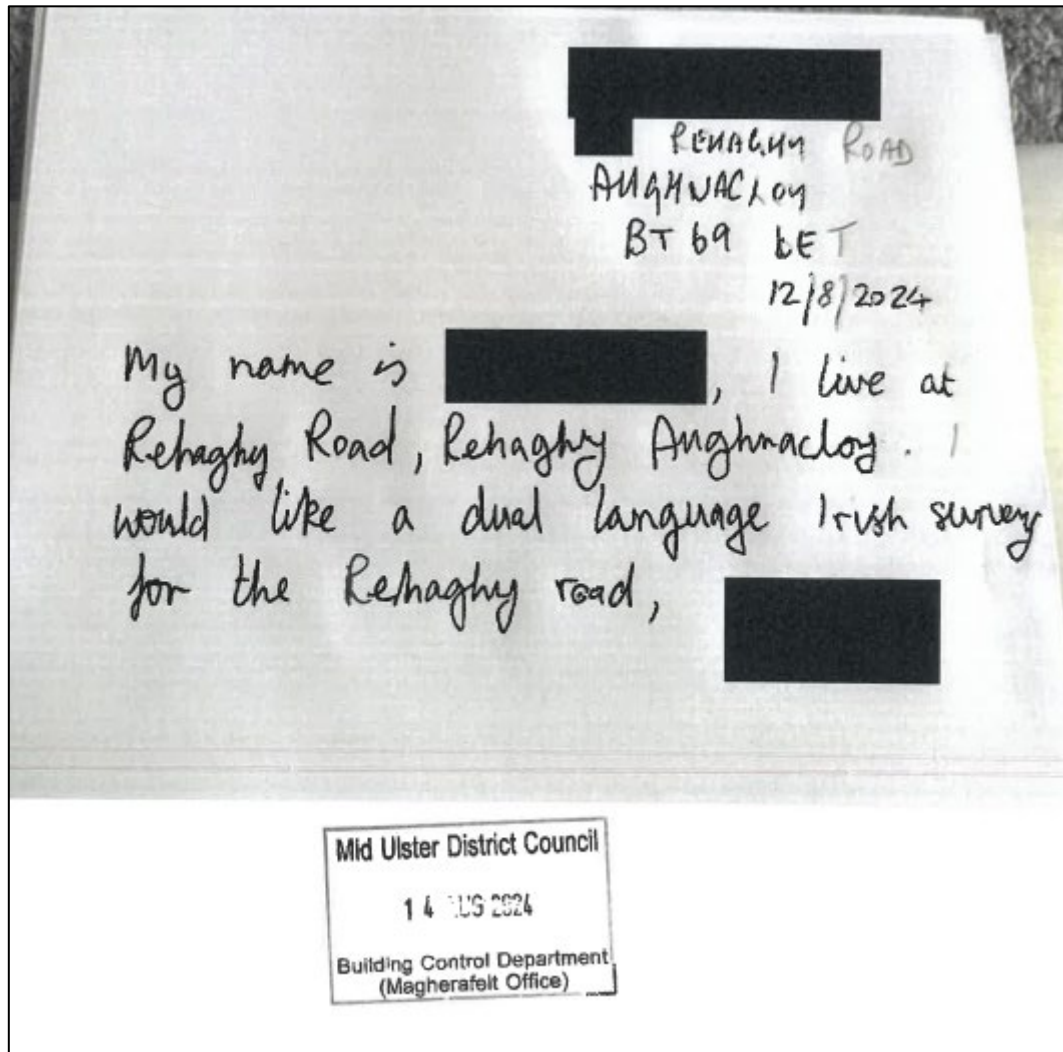 REHAGHY ROAD
AUGHNACLOY
BT 69 6ET
12/8/2024
My name is , I live at
Rehaghy Road, Rehaghy Aughnacloy. I
would like a dual language Irish survey
for the Rehaghy road,
Mid Ulster District Council
14 AUG 2024
Building Control Department
(Magherafelt Office)